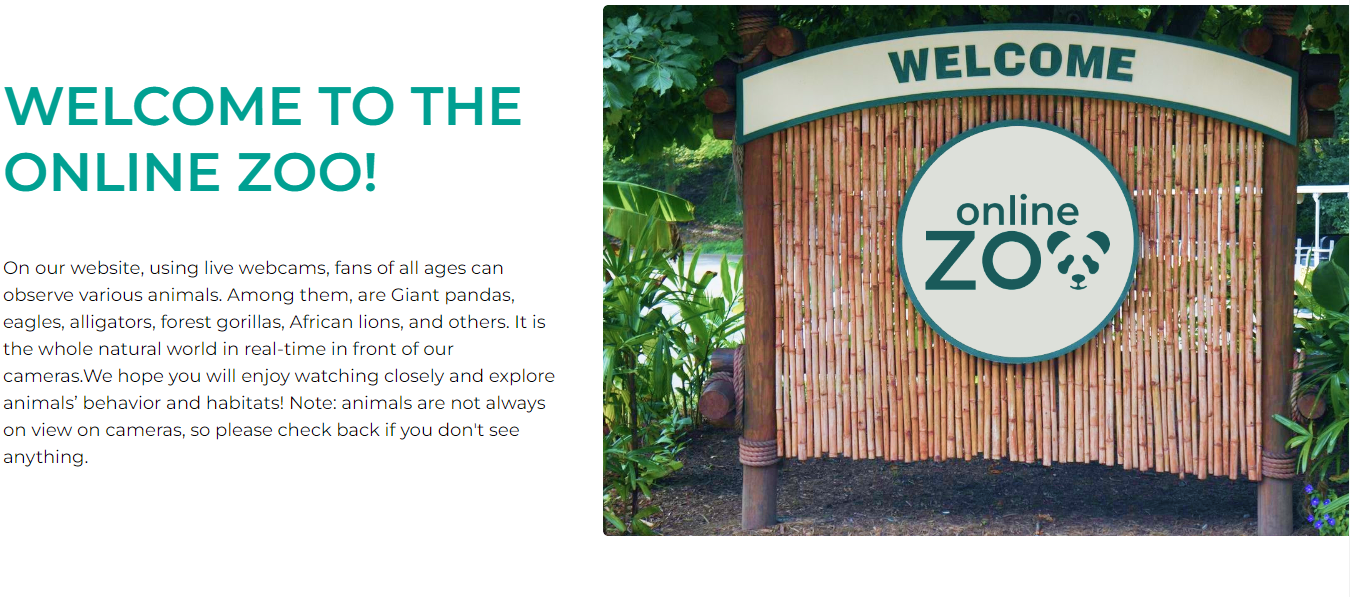 WELCOME TO THE
ONLINE ZOO!
On our website, using live webcams, fans of all ages can
observe various animals. Among them, are Giant pandas,
eagles, alligators, forest gorillas, African lions, and others. It is
the whole natural world in real-time in front of our
cameras.We hope you will enjoy watching closely and explore
animals’ behavior and habitats! Note: animals are not always
on view on cameras, so please check back if you don't see
anything.
WELCOME
online
ZO